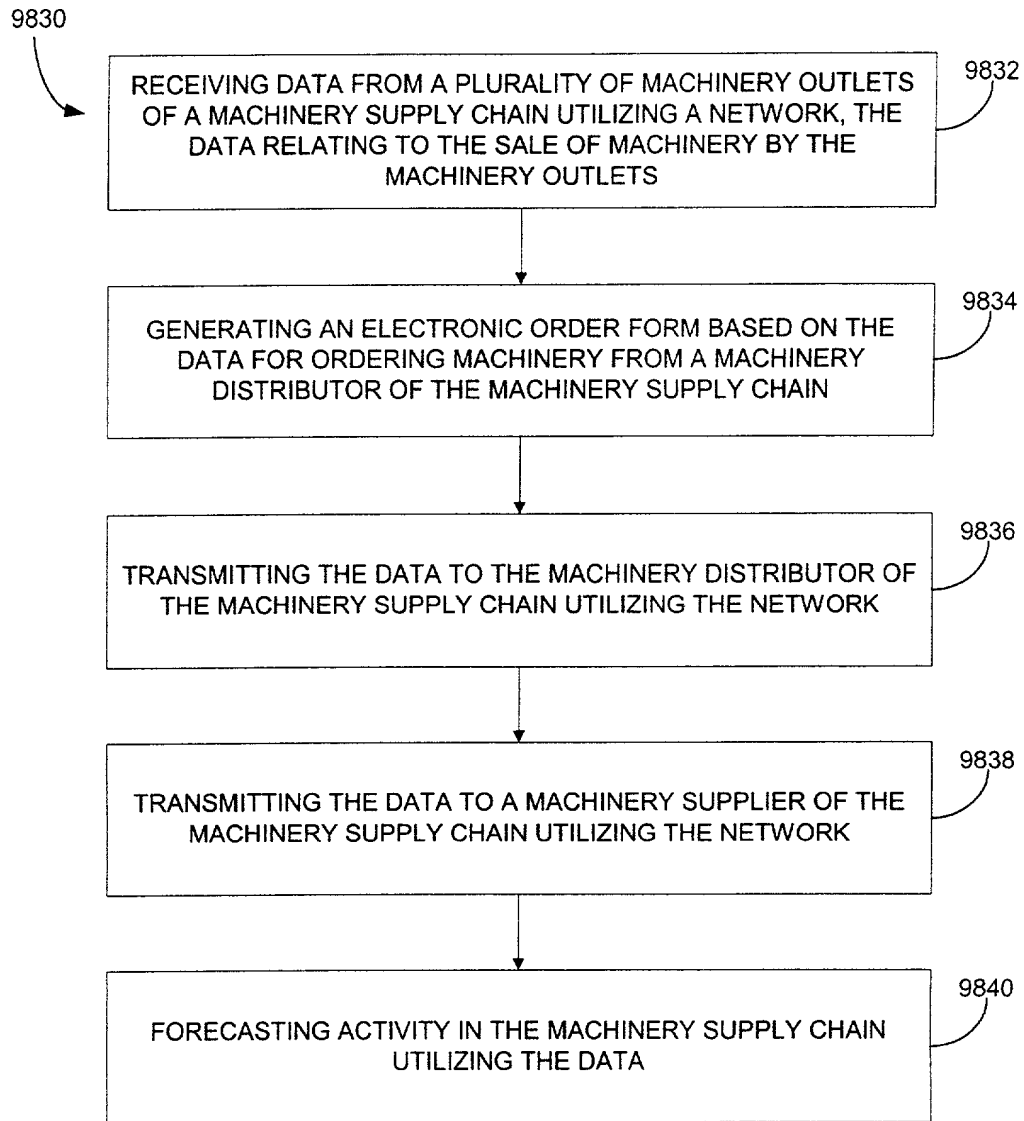 9830
9832
RECEIVING DATA FROM A PLURALITY OF MACHINERY OUTLETS
OF A MACHINERY SUPPLY CHAIN UTILIZING A NETWORK, THE
DATA RELATING TO THE SALE OF MACHINERY BY THE
MACHINERY OUTLETS
9834
GENERATING AN ELECTRONIC ORDER FORM BASED ON THE
DATA FOR ORDERING MACHINERY FROM A MACHINERY
DISTRIBUTOR OF THE MACHINERY SUPPLY CHAIN
9836
TRANSMITTING THE DATA TO THE MACHINERY DISTRIBUTOR OF
THE MACHINERY SUPPLY CHAIN UTILIZING THE NETWORK
9838
TRANSMITTING THE DATA TO A MACHINERY SUPPLIER OF THE
MACHINERY SUPPLY CHAIN UTILIZING THE NETWORK
9840
FORECASTING ACTIVITY IN THE MACHINERY SUPPLY CHAIN
UTILIZING THE DATA